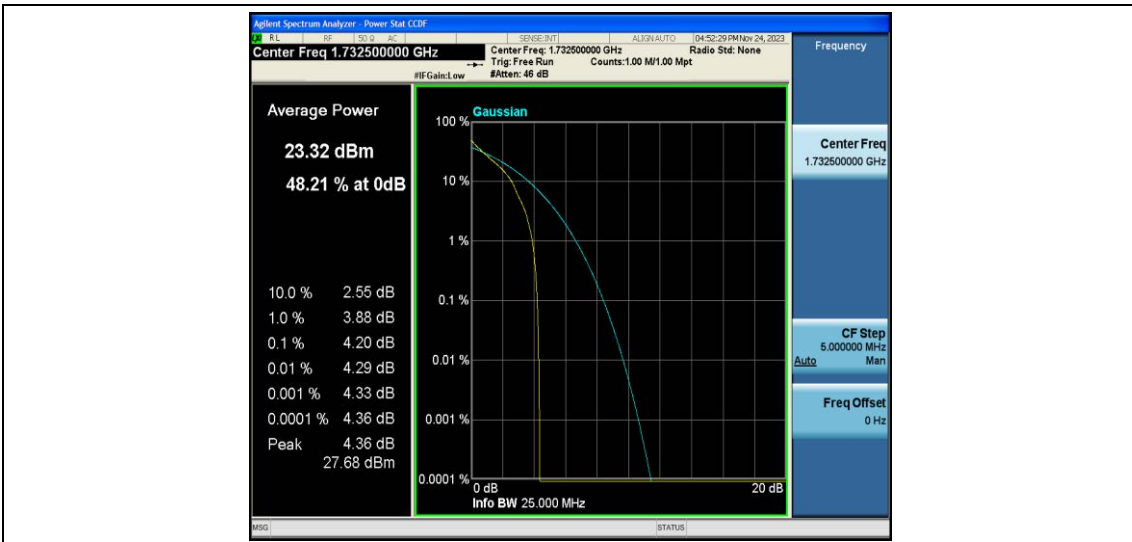 Agilent Spectrum Analyzer - Power Stat CCDF
LXI RL RF 50 Ω AC SENSE:INT ALIGN AUTO 04:52:29 PM Nov 24, 2023
Center Freq 1.732500000 GHz
Center Freq: 1.732500000 GHz Radio Std: None
Trig: Free Run Counts:1.00 M/1.00 Mpt
#IFGain:Low #Atten: 46 dB
Frequency
Average Power
23.32 dBm
48.21 % at 0dB
10.0 % 2.55 dB
1.0 % 3.88 dB
0.1 % 4.20 dB
0.01 % 4.29 dB
0.001 % 4.33 dB
0.0001 % 4.36 dB
Peak 4.36 dB
27.68 dBm
Gaussian
100 %
10 %
1 %
0.1 %
0.01 %
0.001 %
0.0001 %
0 dB 20 dB
Info BW 25.000 MHz
Center Freq
1.732500000 GHz
CF Step
5.000000 MHz
Auto Man
Freq Offset
0 Hz
MSG STATUS